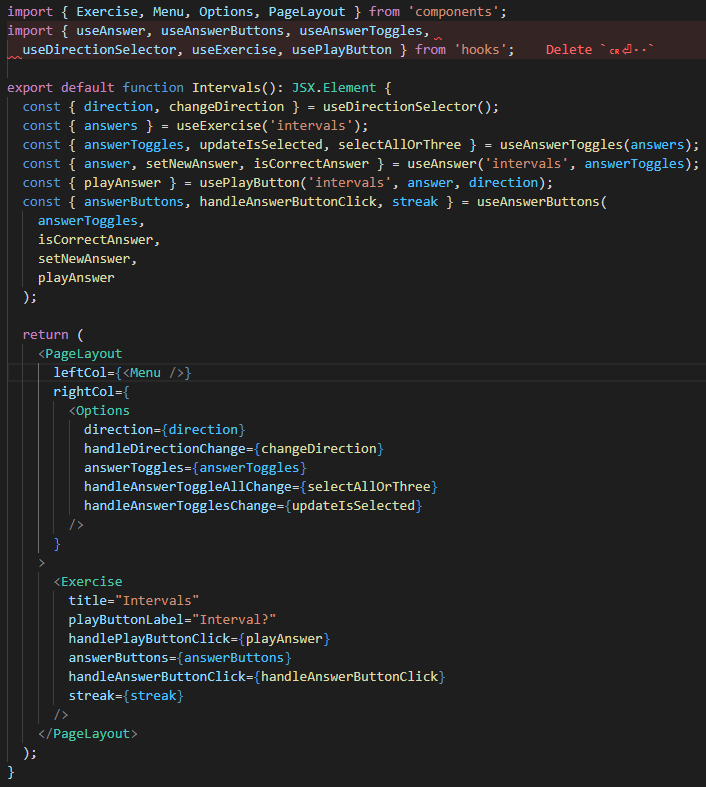 import { Exercise, Menu, Options, PageLayout } from 'components';
import { useAnswer, useAnswerButtons, useAnswerToggles,
  useDirectionSelector, useExercise, usePlayButton } from 'hooks';    Delete `␍⏎··`

export default function Intervals(): JSX.Element {
  const { direction, changeDirection } = useDirectionSelector();
  const { answers } = useExercise('intervals');
  const { answerToggles, updateIsSelected, selectAllOrThree } = useAnswerToggles(answers);
  const { answer, setNewAnswer, isCorrectAnswer } = useAnswer('intervals', answerToggles);
  const { playAnswer } = usePlayButton('intervals', answer, direction);
  const { answerButtons, handleAnswerButtonClick, streak } = useAnswerButtons(
    answerToggles,
    isCorrectAnswer,
    setNewAnswer,
    playAnswer
  );

  return (
    <PageLayout
      leftCol={<Menu />}
      rightCol={
        <Options
          direction={direction}
          handleDirectionChange={changeDirection}
          answerToggles={answerToggles}
          handleAnswerToggleAllChange={selectAllOrThree}
          handleAnswerTogglesChange={updateIsSelected}
        />
      }
    >
      <Exercise
        title="Intervals"
        playButtonLabel="Interval?"
        handlePlayButtonClick={playAnswer}
        answerButtons={answerButtons}
        handleAnswerButtonClick={handleAnswerButtonClick}
        streak={streak}
      />
    </PageLayout>
  );
}